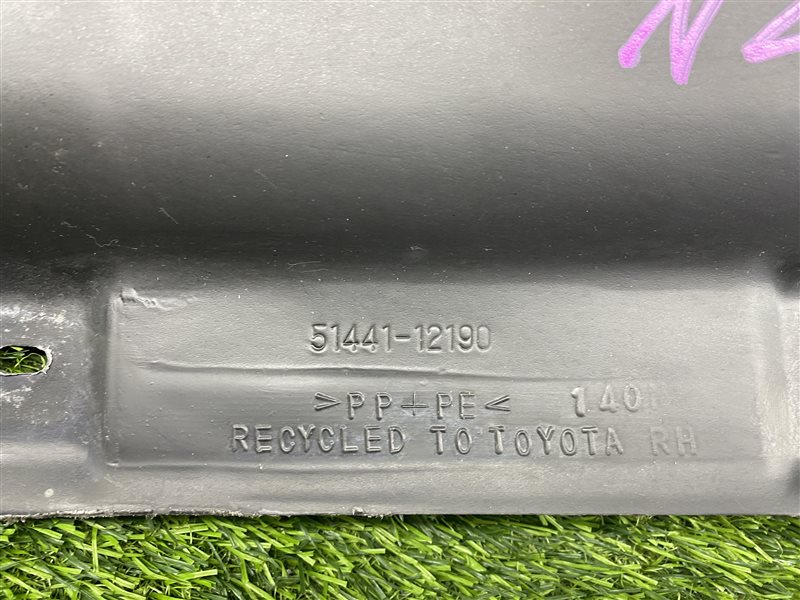 51441-12190
>PP+PE< 140
RECYCLED TO TOYOTA RH